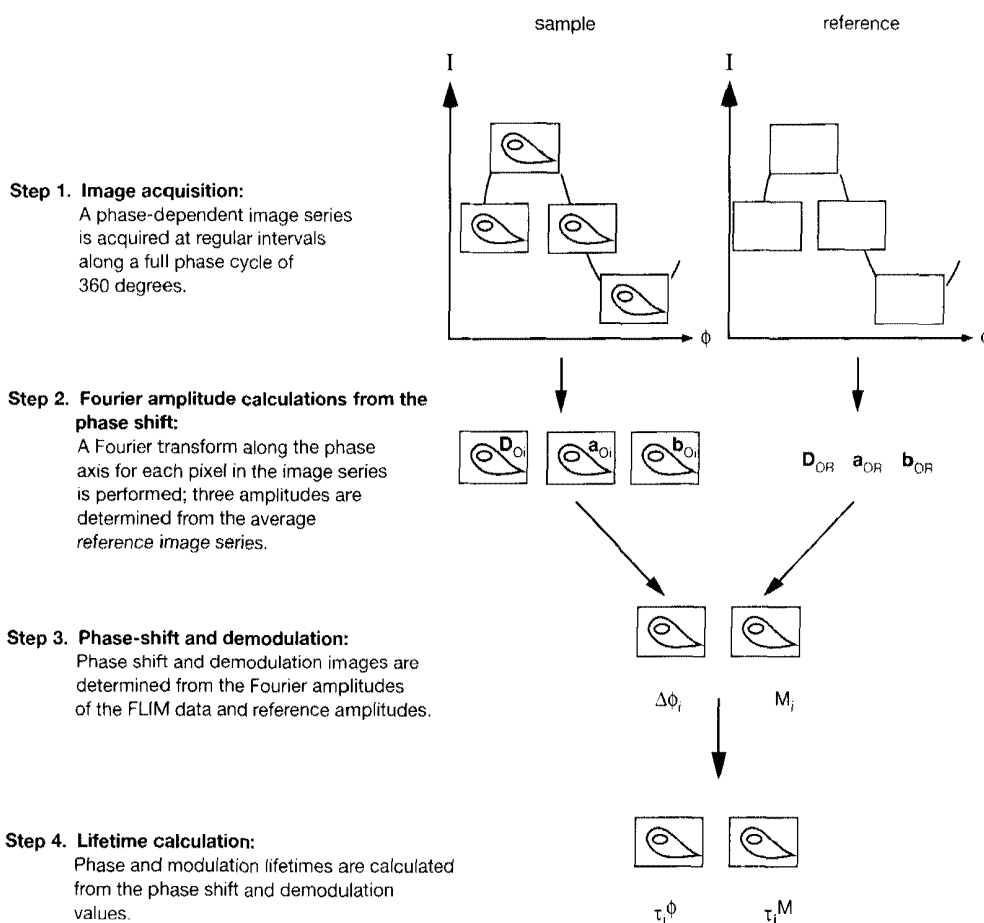 sample
reference
I
I
Step 1. Image acquisition:
A phase-dependent image series
is acquired at regular intervals
along a full phase cycle of
360 degrees.
ϕ
Step 2. Fourier amplitude calculations from the
phase shift:
A Fourier transform along the phase
axis for each pixel in the image series
is performed; three amplitudes are
determined from the average
reference image series.
D_Oi a_Oi b_Oi
D_OR a_OR b_OR
Step 3. Phase-shift and demodulation:
Phase shift and demodulation images are
determined from the Fourier amplitudes
of the FLIM data and reference amplitudes.
Δϕ_i M_i
Step 4. Lifetime calculation:
Phase and modulation lifetimes are calculated
from the phase shift and demodulation
values.
τ_i^ϕ τ_i^M